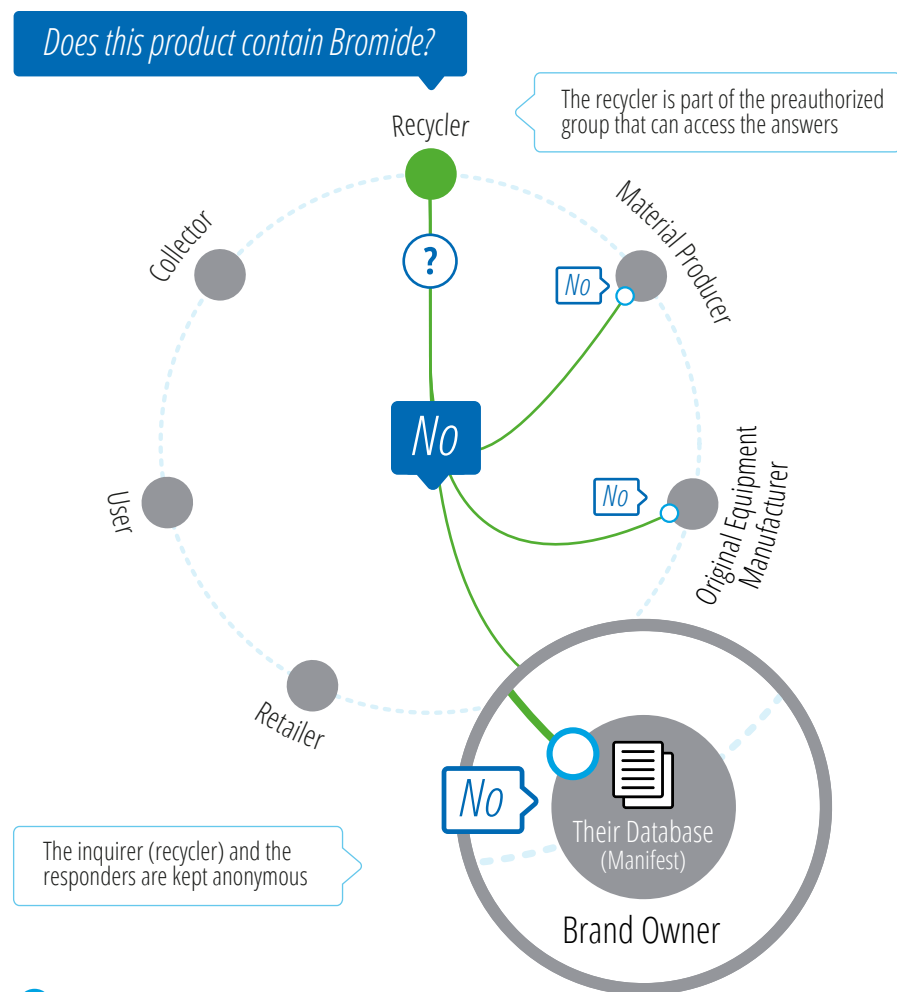 Does this product contain Bromide?
The recycler is part of the preauthorized
group that can access the answers
Recycler
Collector
Material Producer
?
No
No
No
User
Original Equipment
Manufacturer
Retailer
No
Their Database
(Manifest)
The inquirer (recycler) and the
responders are kept anonymous
Brand Owner